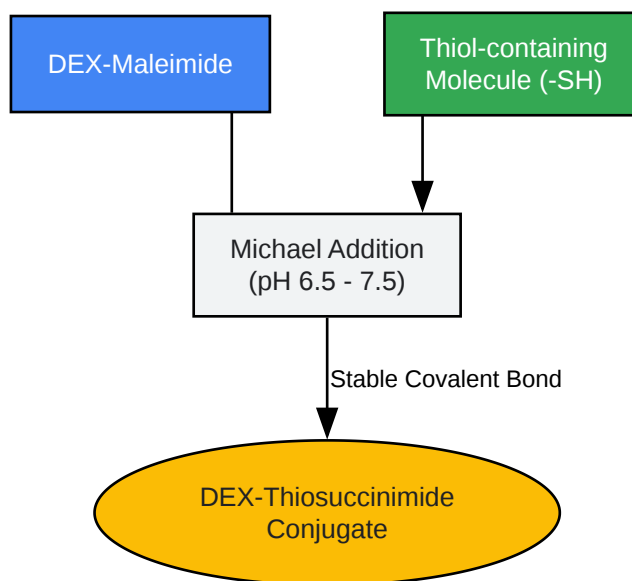 DEX-Maleimide
Thiol-containing
Molecule (-SH)
Michael Addition
(pH 6.5 - 7.5)
Stable Covalent Bond
DEX-Thiosuccinimide
Conjugate